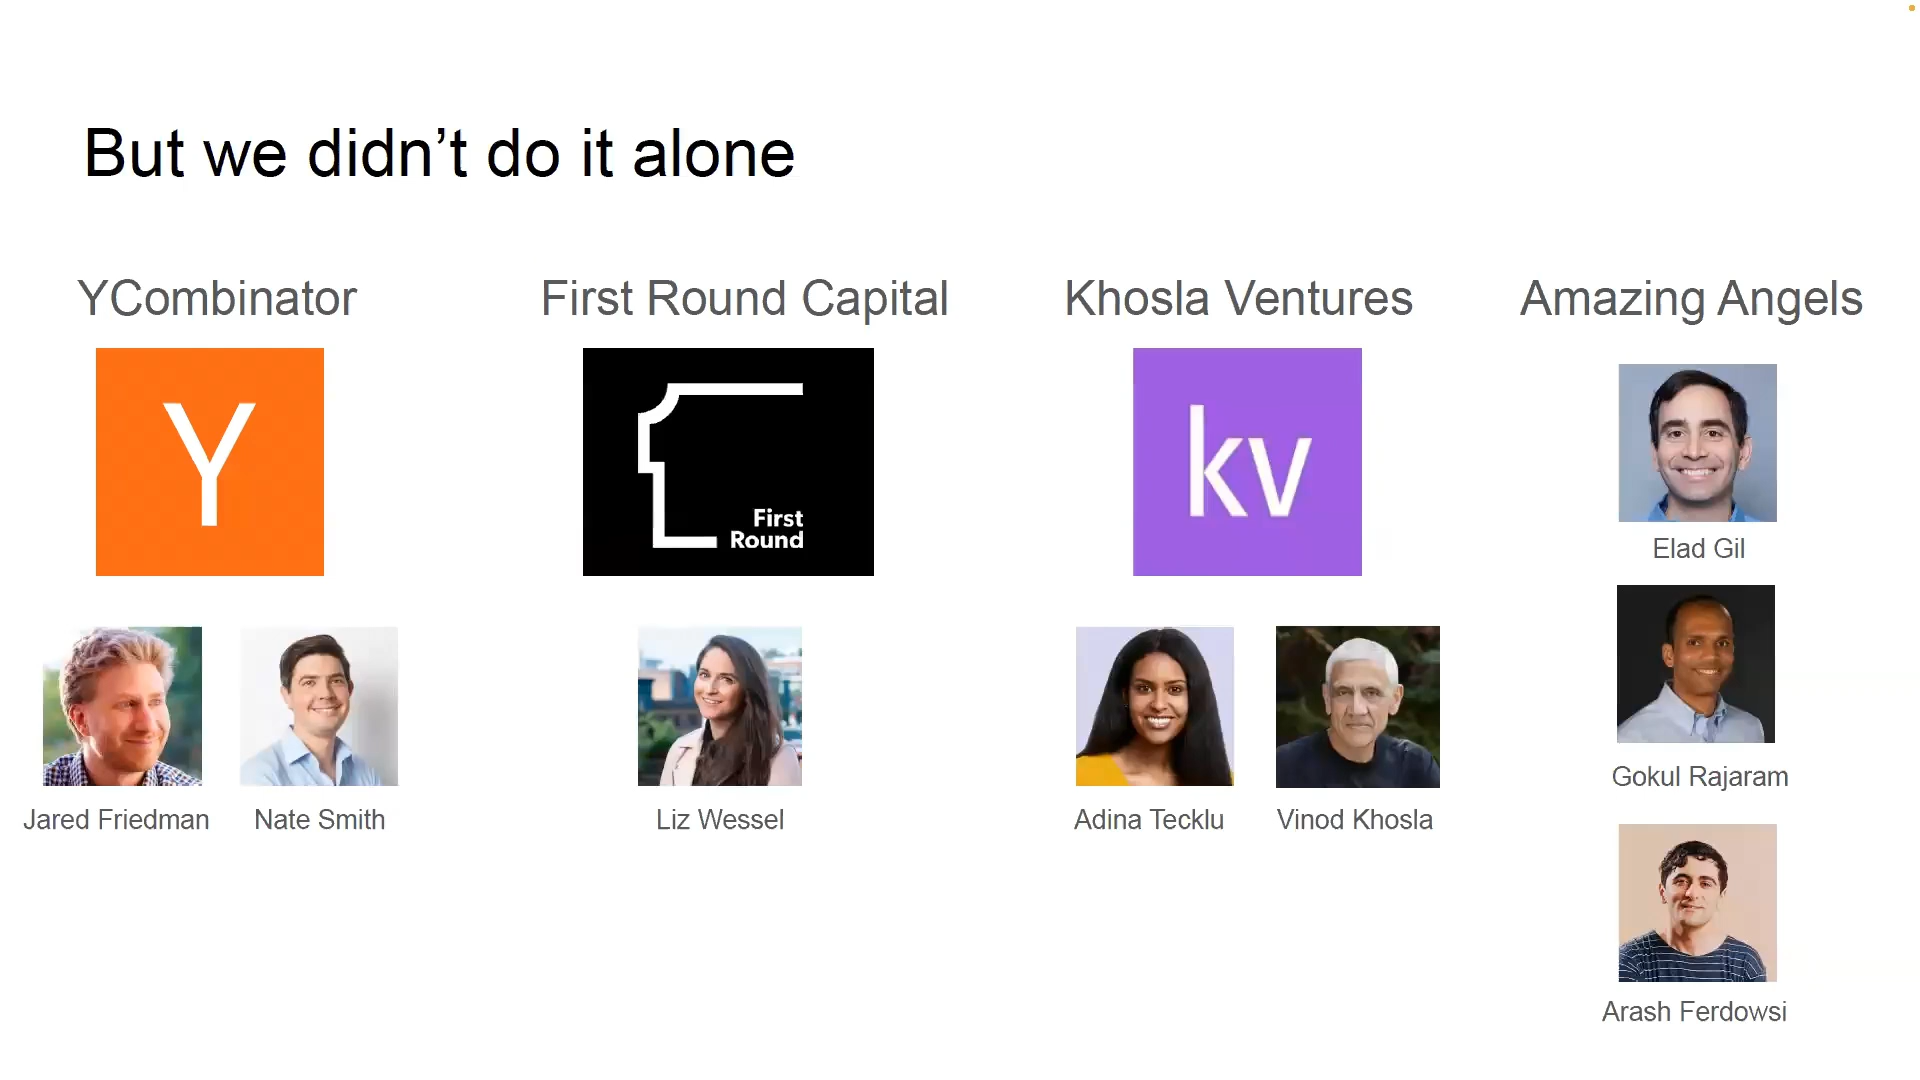 But we didn’t do it alone
YCombinator
Y
Jared Friedman
Nate Smith
First Round Capital
First
Round
Liz Wessel
Khosla Ventures
kv
Adina Tecklu
Vinod Khosla
Amazing Angels
Elad Gil
Gokul Rajaram
Arash Ferdowsi